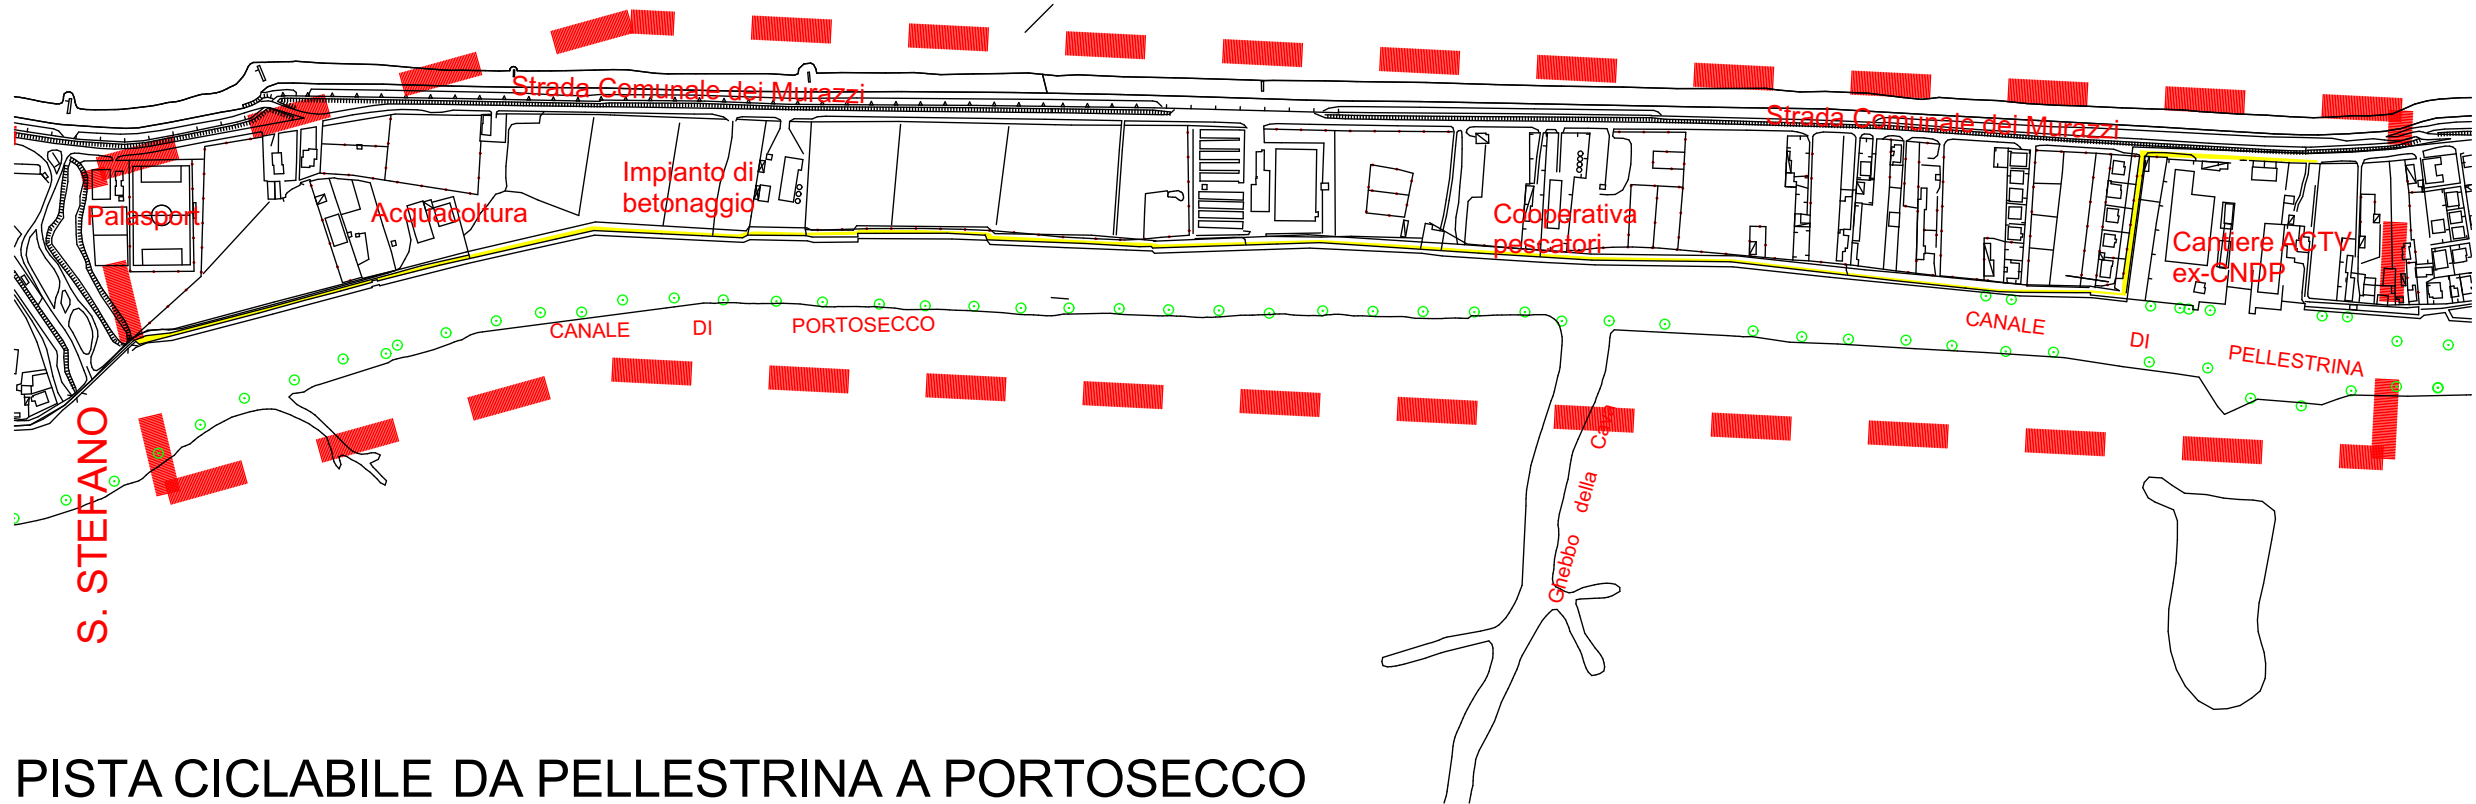 Strada Comunale dei Murazzi
Strada Comunale dei Murazzi
Impianto di
betonaggio
Palasport
Acquacoltura
Cooperativa
pescatori
Cantiere ACTV
ex-CNDP
CANALE DI PORTOSECCO
CANALE DI PELLESTRINA
Ghebbo della Cava
S. STEFANO
PISTA CICLABILE DA PELLESTRINA A PORTOSECCO